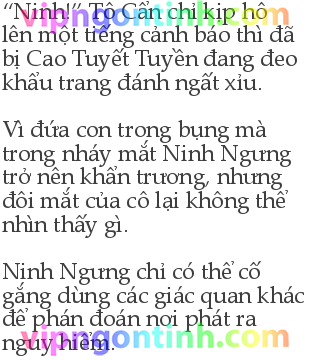 vipngontinh.com
"Ninh!" Tô Cẩn chỉ kịp hô
lên một tiếng cảnh báo thì đã
bị Cao Tuyết Tuyền đang đeo
khẩu trang đánh ngất xỉu.
Vì đứa con trong bụng mà
trong nháy mắt Ninh Ngưng
trở nên khẩn trương, nhưng
đôi mắt của cô lại không thể
nhìn thấy gì.
Ninh Ngưng chỉ có thể cố
gắng dùng các giác quan khác
để phán đoán nơi phát ra
vipngontinh.com
nguy hiểm.